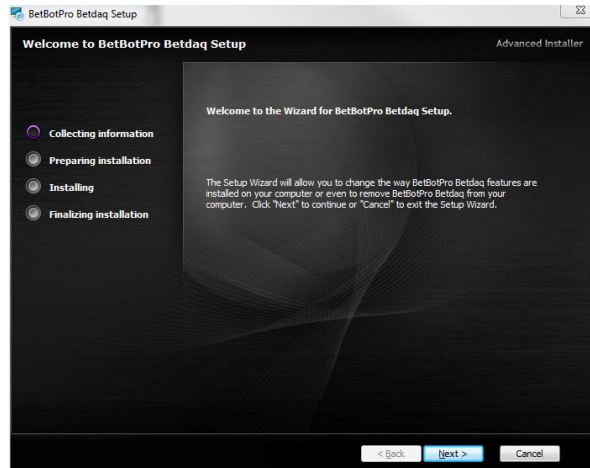 BetBotPro Betdaq Setup
Welcome to BetBotPro Betdaq Setup
Advanced Installer
Welcome to the Wizard for BetBotPro Betdaq Setup.
Collecting information
Preparing installation
Installing
Finalizing installation
The Setup Wizard will allow you to change the way BetBotPro Betdaq features are
installed on your computer or even to remove BetBotPro Betdaq from your
computer. Click "Next" to continue or "Cancel" to exit the Setup Wizard.
< Back
Next >
Cancel